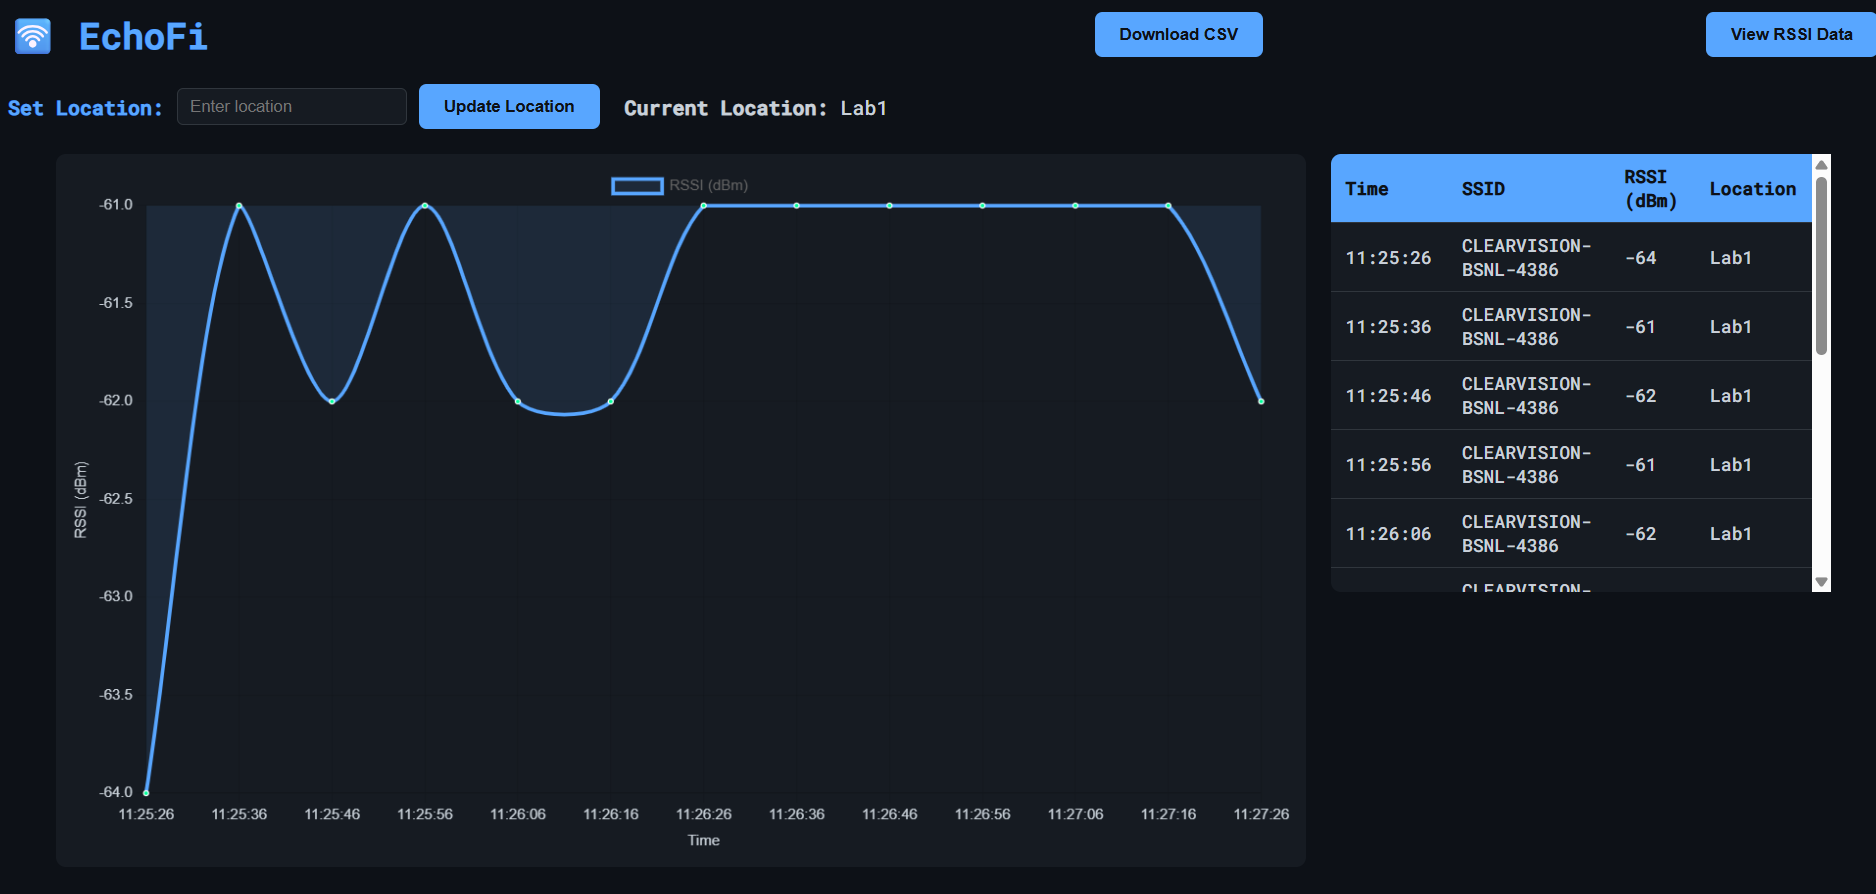 EchoFi
Download CSV
View RSSI Data
Set Location:
Enter location
Update Location
Current Location: Lab1
RSSI (dBm)
-61.0
-61.5
-62.0
-62.5
-63.0
-63.5
-64.0
RSSI (dBm)
11:25:26 11:25:36 11:25:46 11:25:56 11:26:06 11:26:16 11:26:26 11:26:36 11:26:46 11:26:56 11:27:06 11:27:16 11:27:26
Time
Time SSID RSSI (dBm) Location
11:25:26 CLEARVISION-BSNL-4386 -64 Lab1
11:25:36 CLEARVISION-BSNL-4386 -61 Lab1
11:25:46 CLEARVISION-BSNL-4386 -62 Lab1
11:25:56 CLEARVISION-BSNL-4386 -61 Lab1
11:26:06 CLEARVISION-BSNL-4386 -62 Lab1
CLEARVISION-